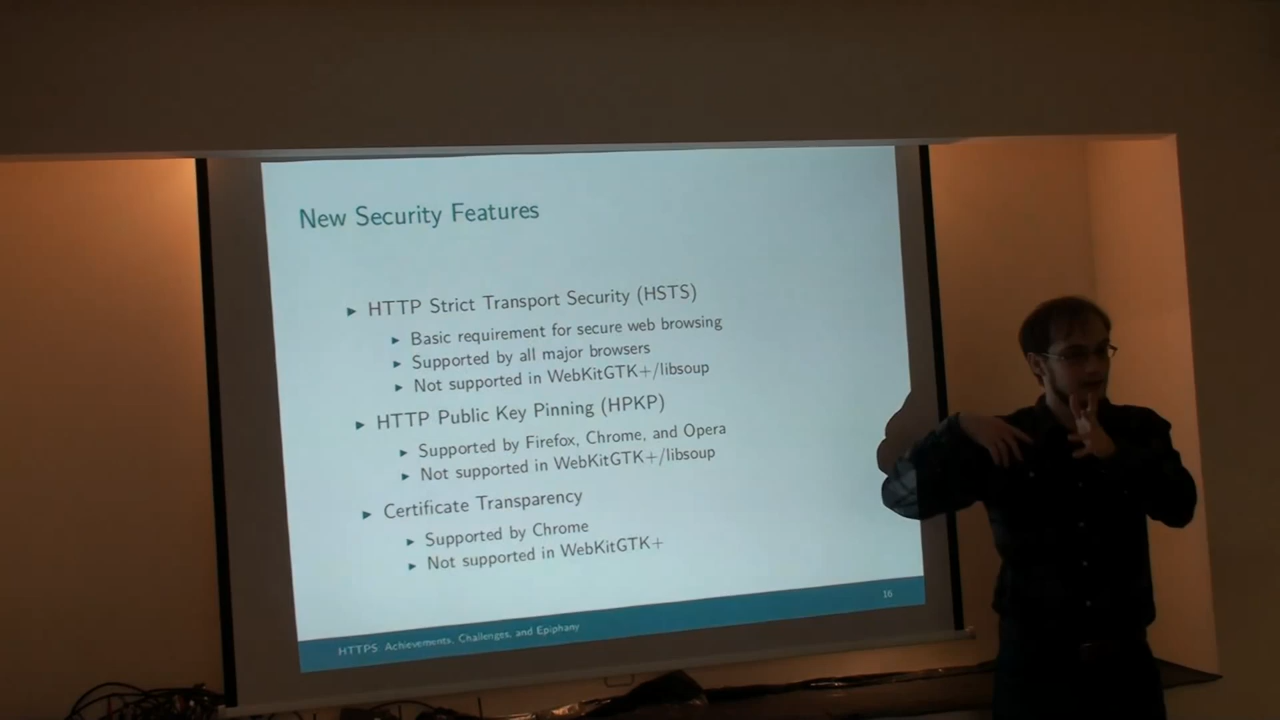 New Security Features
▶ HTTP Strict Transport Security (HSTS)
▶ Basic requirement for secure web browsing
▶ Supported by all major browsers
▶ Not supported in WebKitGTK+/libsoup
▶ HTTP Public Key Pinning (HPKP)
▶ Supported by Firefox, Chrome, and Opera
▶ Not supported in WebKitGTK+/libsoup
▶ Certificate Transparency
▶ Supported by Chrome
▶ Not supported in WebKitGTK+
16
HTTPS: Achievements, Challenges, and Epiphany